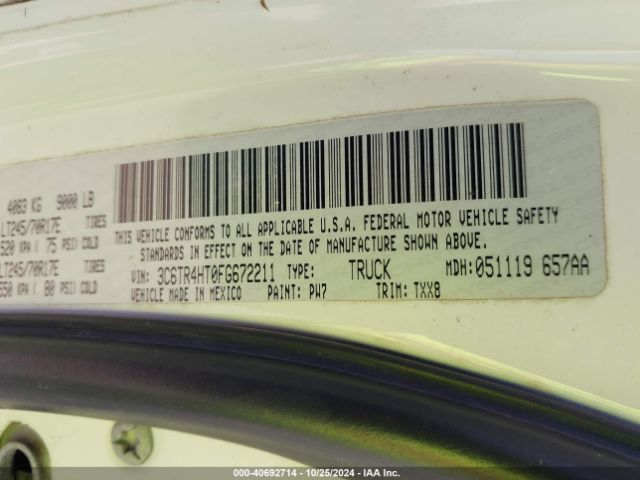 4083 KG 9000 LB
LT245/70R17E TIRES
520 KPA ( 75 PSI) COLD
LT245/70R17E TIRES
550 KPA ( 80 PSI) COLD
THIS VEHICLE CONFORMS TO ALL APPLICABLE U.S.A. FEDERAL MOTOR VEHICLE SAFETY
STANDARDS IN EFFECT ON THE DATE OF MANUFACTURE SHOWN ABOVE.
VIN: 3C6TR4HT0FG672211 TYPE: TRUCK MDH: 051119 657AA
VEHICLE MADE IN MEXICO PAINT: PW7 TRIM: TXX8
000-40692714 - 10/25/2024 - IAA Inc.